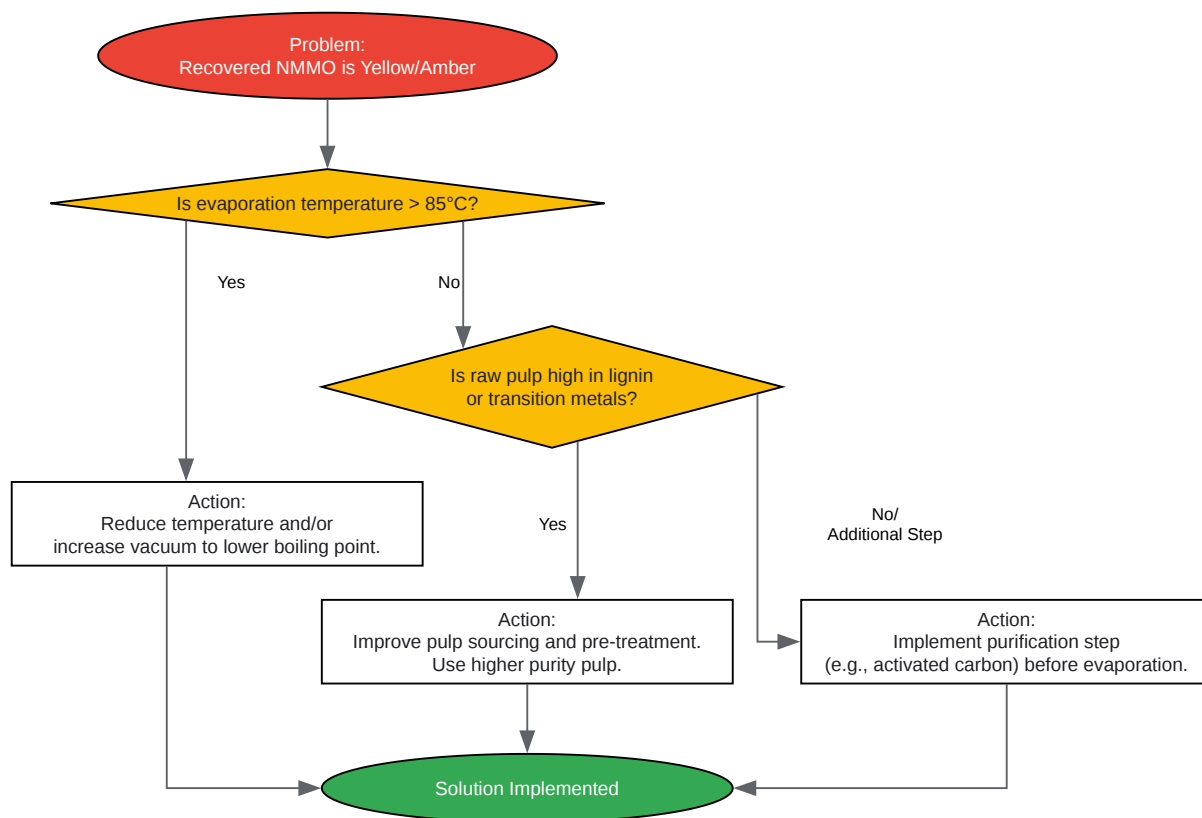 Problem:
Recovered NMMO is Yellow/Amber
Is evaporation temperature > 85°C?
Yes
No
Is raw pulp high in lignin
or transition metals?
Action:
Reduce temperature and/or
increase vacuum to lower boiling point.
Yes
No/
Additional Step
Action:
Improve pulp sourcing and pre-treatment.
Use higher purity pulp.
Action:
Implement purification step
(e.g., activated carbon) before evaporation.
Solution Implemented